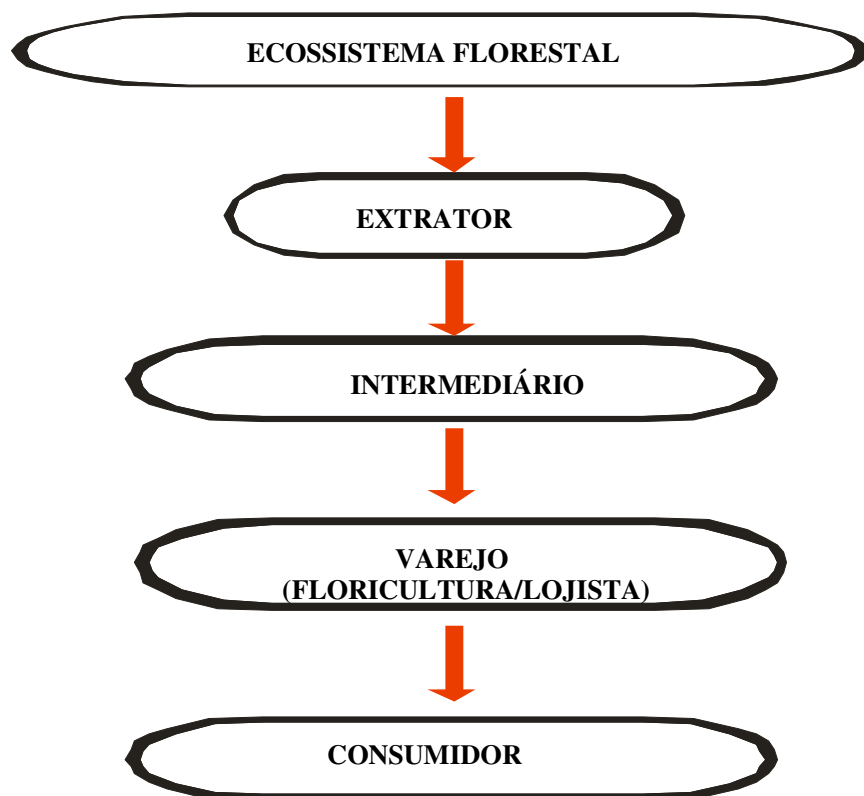 ECOSSISTEMA FLORESTAL
EXTRATOR
INTERMEDIÁRIO
VAREJO
(FLORICULTURA/LOJISTA)
CONSUMIDOR